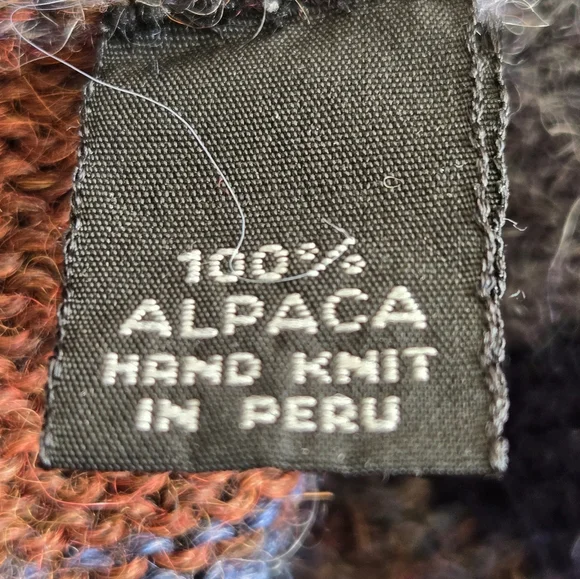 100%
ALPACA
HAND KNIT
IN PERU